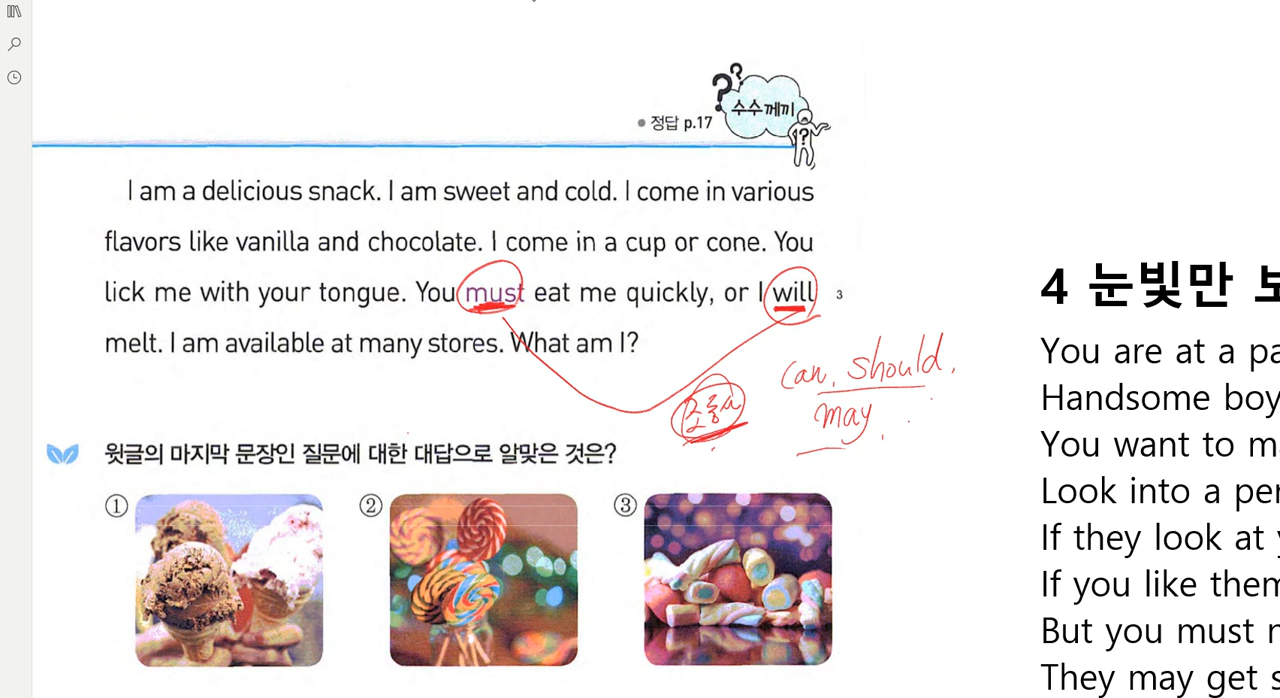 수수께끼
정답 p.17
I am a delicious snack. I am sweet and cold. I come in various
flavors like vanilla and chocolate. I come in a cup or cone. You
lick me with your tongue. You must eat me quickly, or I will
3
melt. I am available at many stores. What am I?
can, should,
may
조동사
윗글의 마지막 문장인 질문에 대한 대답으로 알맞은 것은?
① ② ③
4 눈빛만
You are at a
Handsome
You want to
Look into a
If they look at
If you like
But you must
They may get